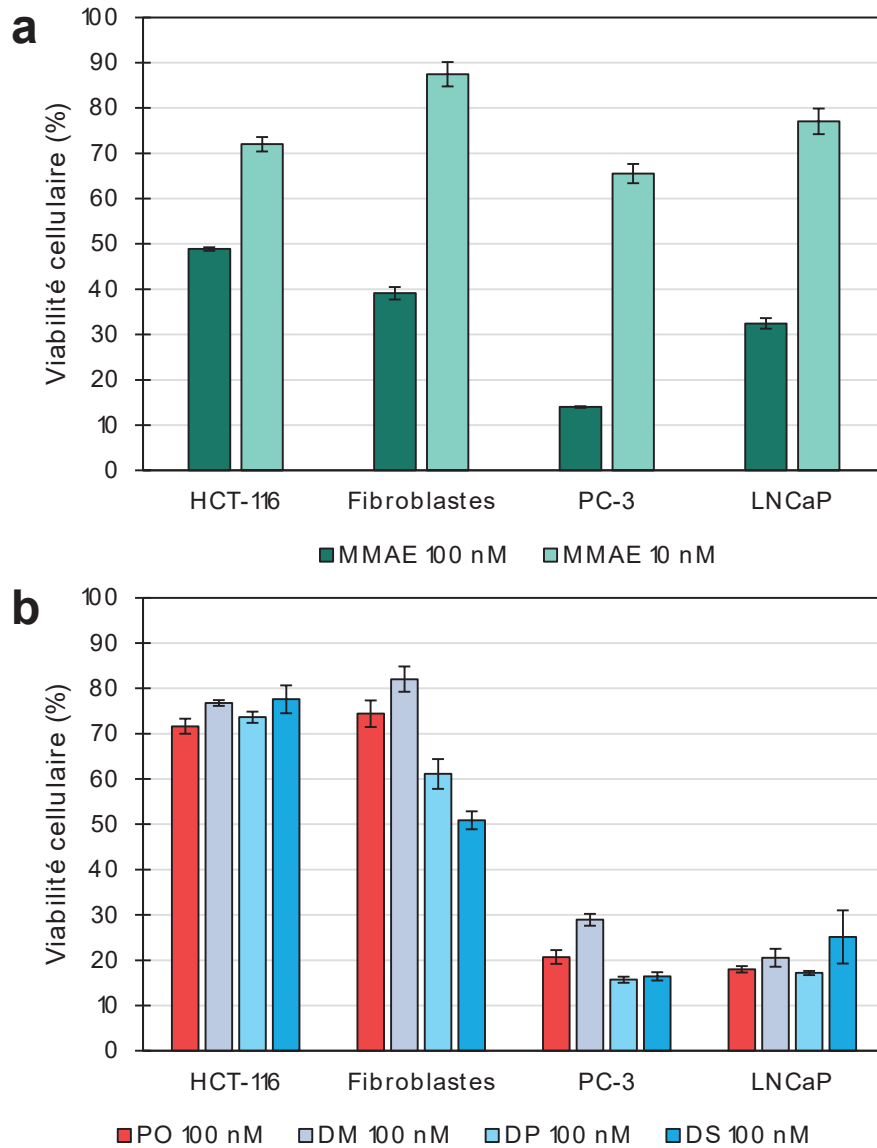 a
Viabilité cellulaire (%)
100
90
80
70
60
50
40
30
20
10
0
HCT-116 Fibroblastes PC-3 LNCaP
MMAE 100 nM MMAE 10 nM
b
Viabilité cellulaire (%)
100
90
80
70
60
50
40
30
20
10
0
HCT-116 Fibroblastes PC-3 LNCaP
PO 100 nM DM 100 nM DP 100 nM DS 100 nM